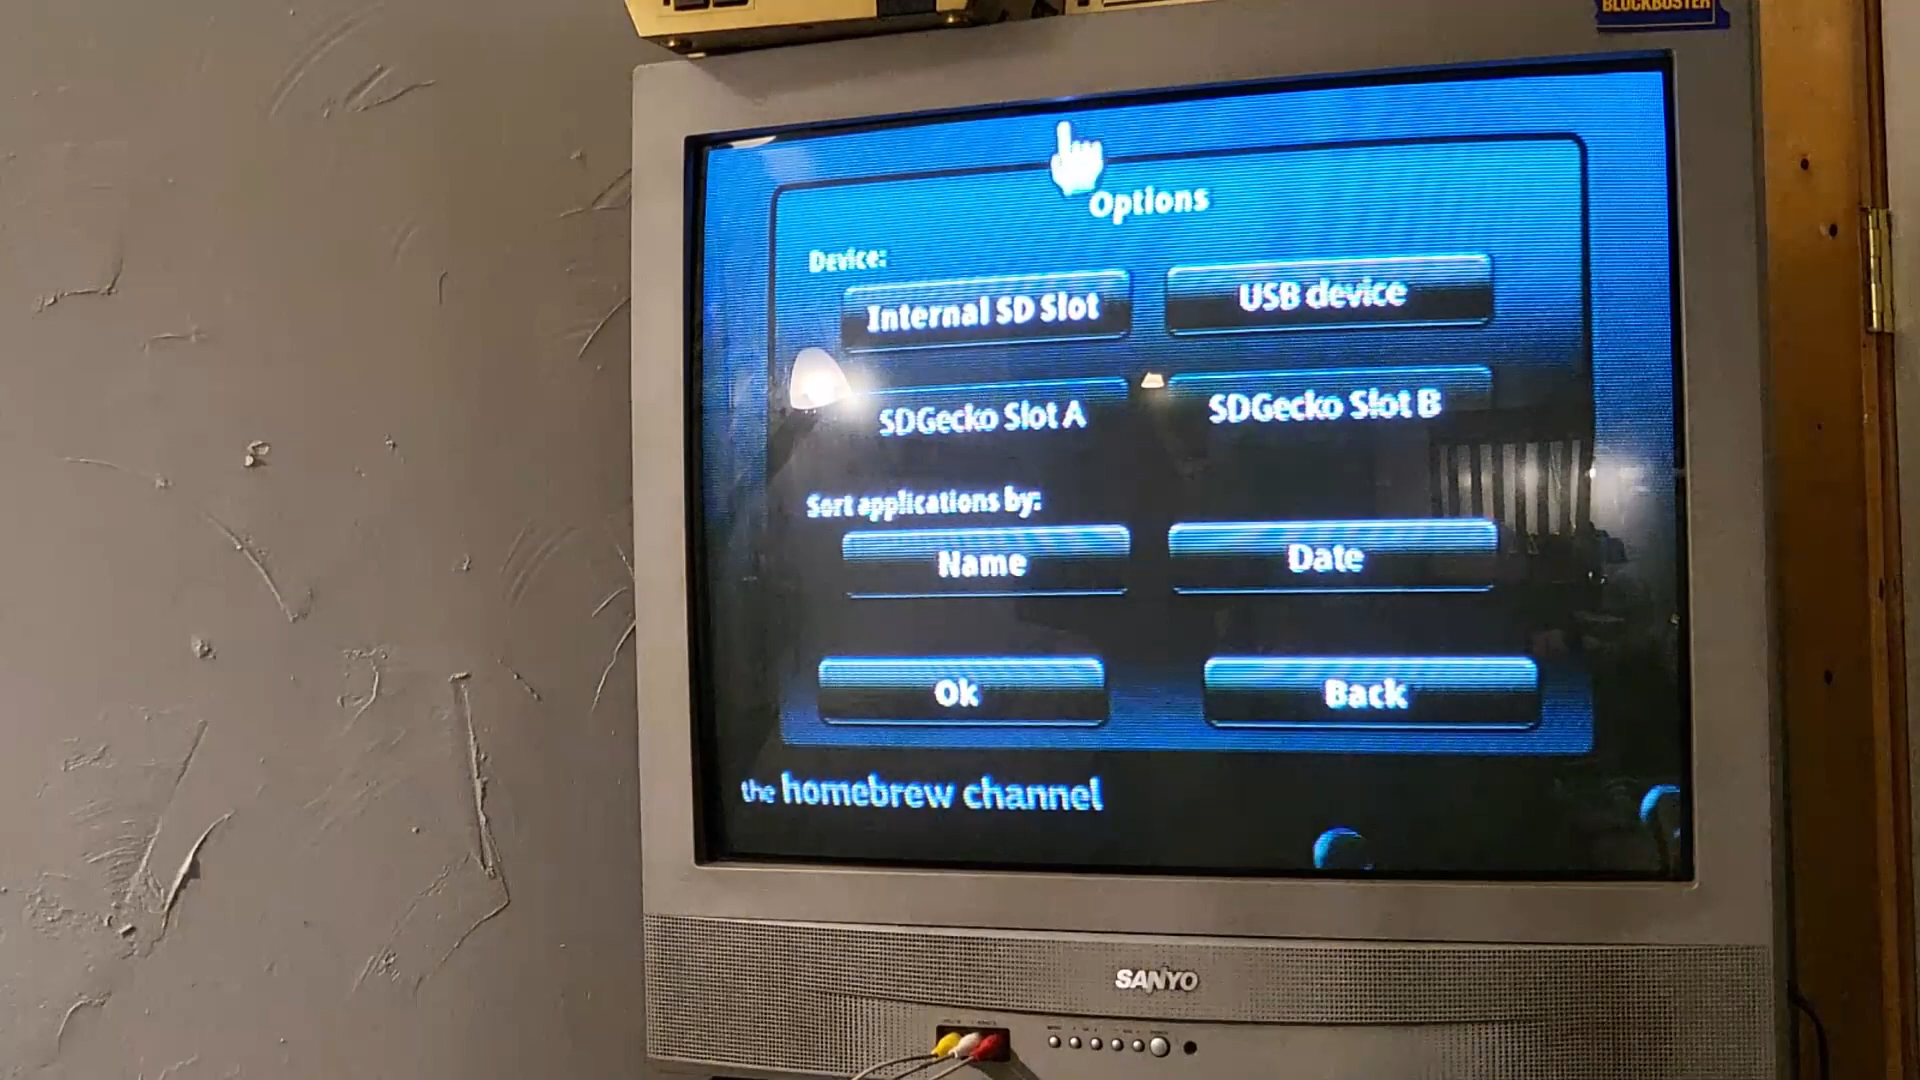 BLOCKBUSTER
Options
Device:
Internal SD Slot
USB device
SDGecko Slot A
SDGecko Slot B
Sort applications by:
Name
Date
Ok
Back
the homebrew channel
SANYO